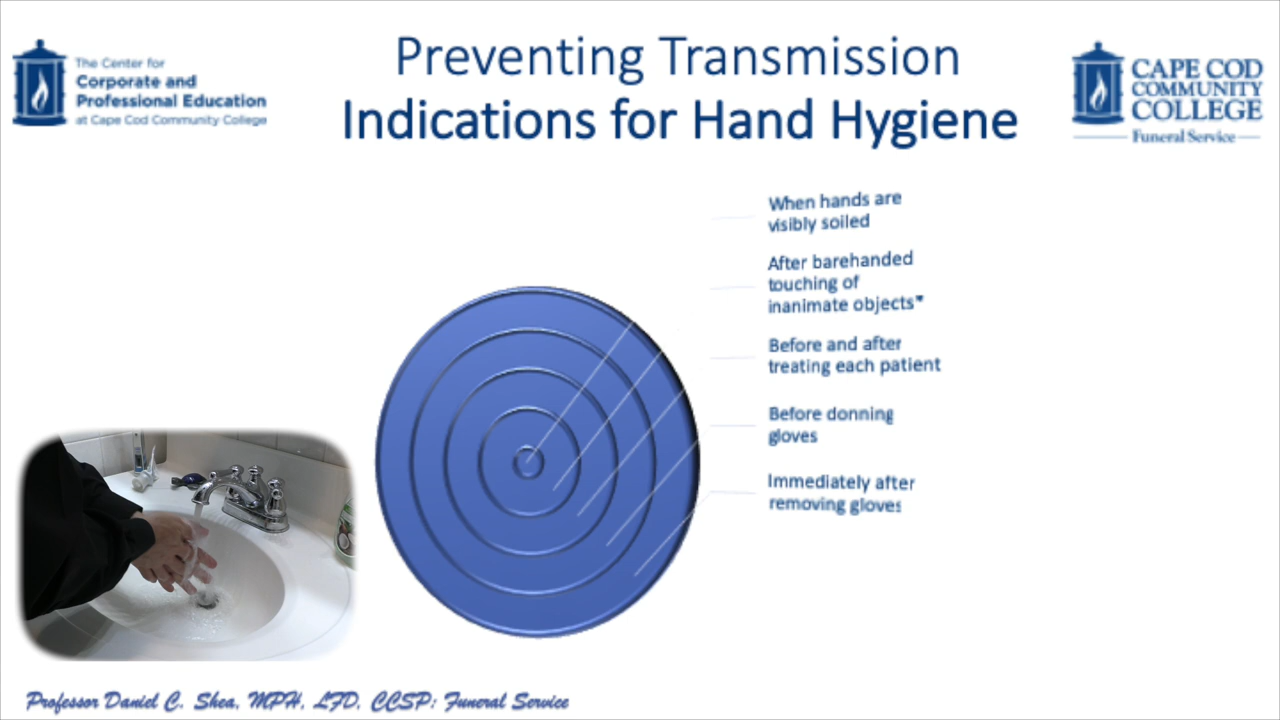 The Center for
Corporate and
Professional Education
at Cape Cod Community College
Preventing Transmission
Indications for Hand Hygiene
CAPE COD
COMMUNITY
COLLEGE
Funeral Service
When hands are
visibly soiled
After barehanded
touching of
inanimate objects*
Before and after
treating each patient
Before donning
gloves
Immediately after
removing gloves
Professor Daniel C. Shea, MPH, LFD, CCSP: Funeral Service